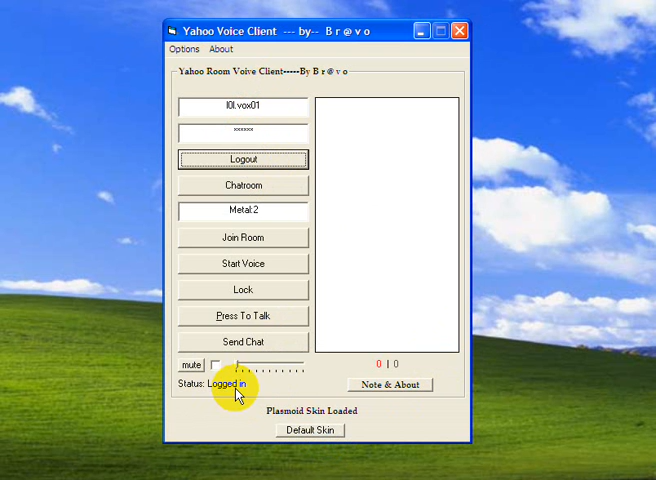 Yahoo Voice Client --- by-- B r @ v o
Options About
Yahoo Room Voive Client-----By B r @ v o
l0l.vox01
******
Logout
Chatroom
Metal:2
Join Room
Start Voice
Lock
Press To Talk
Send Chat
mute
0 | 0
Status: Logged in
Note & About
Plasmoid Skin Loaded
Default Skin